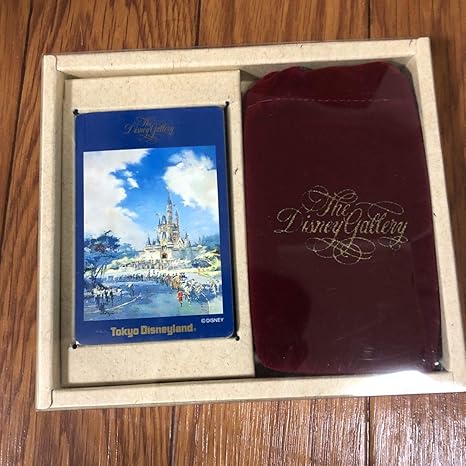 The
Disney Gallery
©DISNEY
Tokyo Disneyland®
The
Disney Gallery